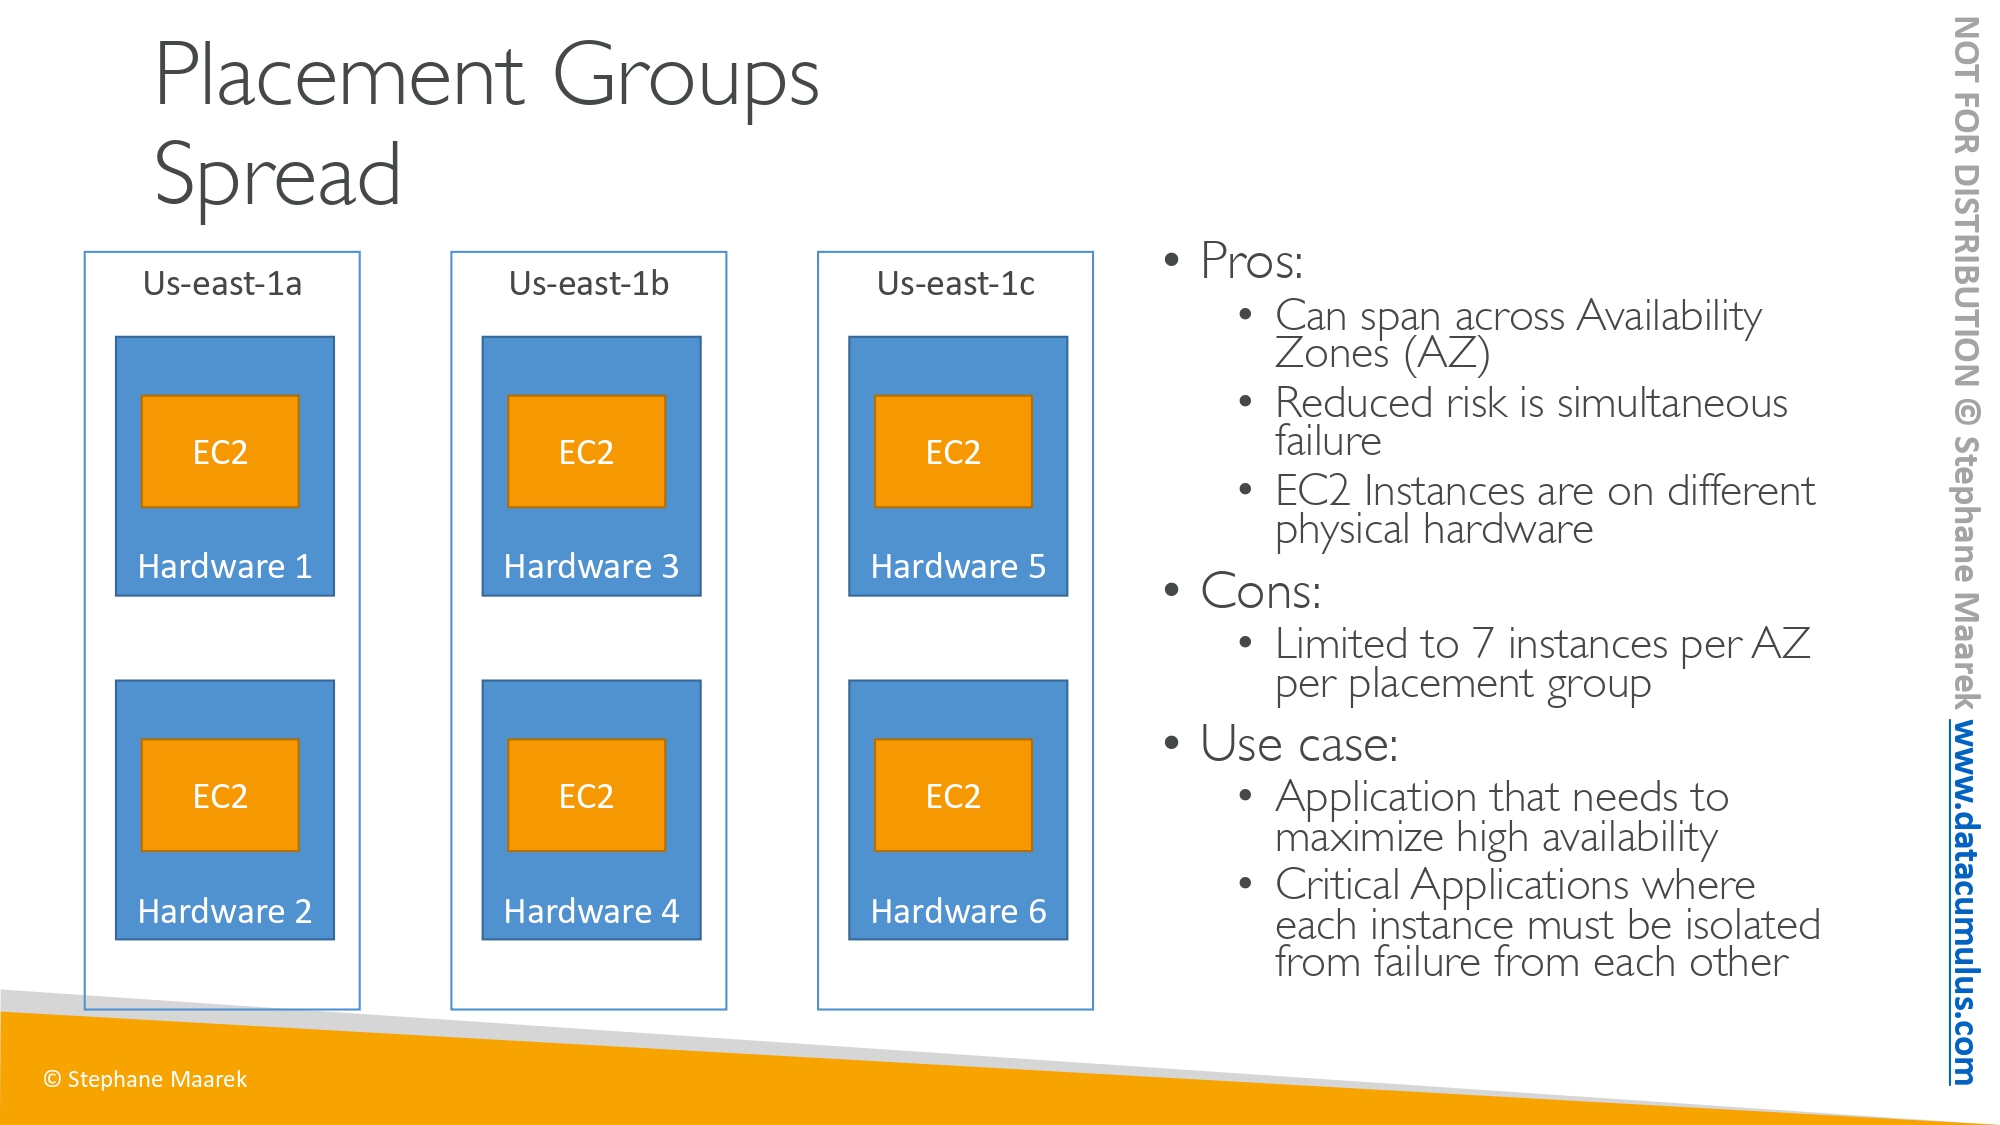 Placement Groups
Spread
Us-east-1a
EC2
Hardware 1
EC2
Hardware 2
Us-east-1b
EC2
Hardware 3
EC2
Hardware 4
Us-east-1c
EC2
Hardware 5
EC2
Hardware 6
• Pros:
• Can span across Availability
Zones (AZ)
• Reduced risk is simultaneous
failure
• EC2 Instances are on different
physical hardware
• Cons:
• Limited to 7 instances per AZ
per placement group
• Use case:
• Application that needs to
maximize high availability
• Critical Applications where
each instance must be isolated
from failure from each other
© Stephane Maarek
NOT FOR DISTRIBUTION © Stephane Maarek www.datacumulus.com